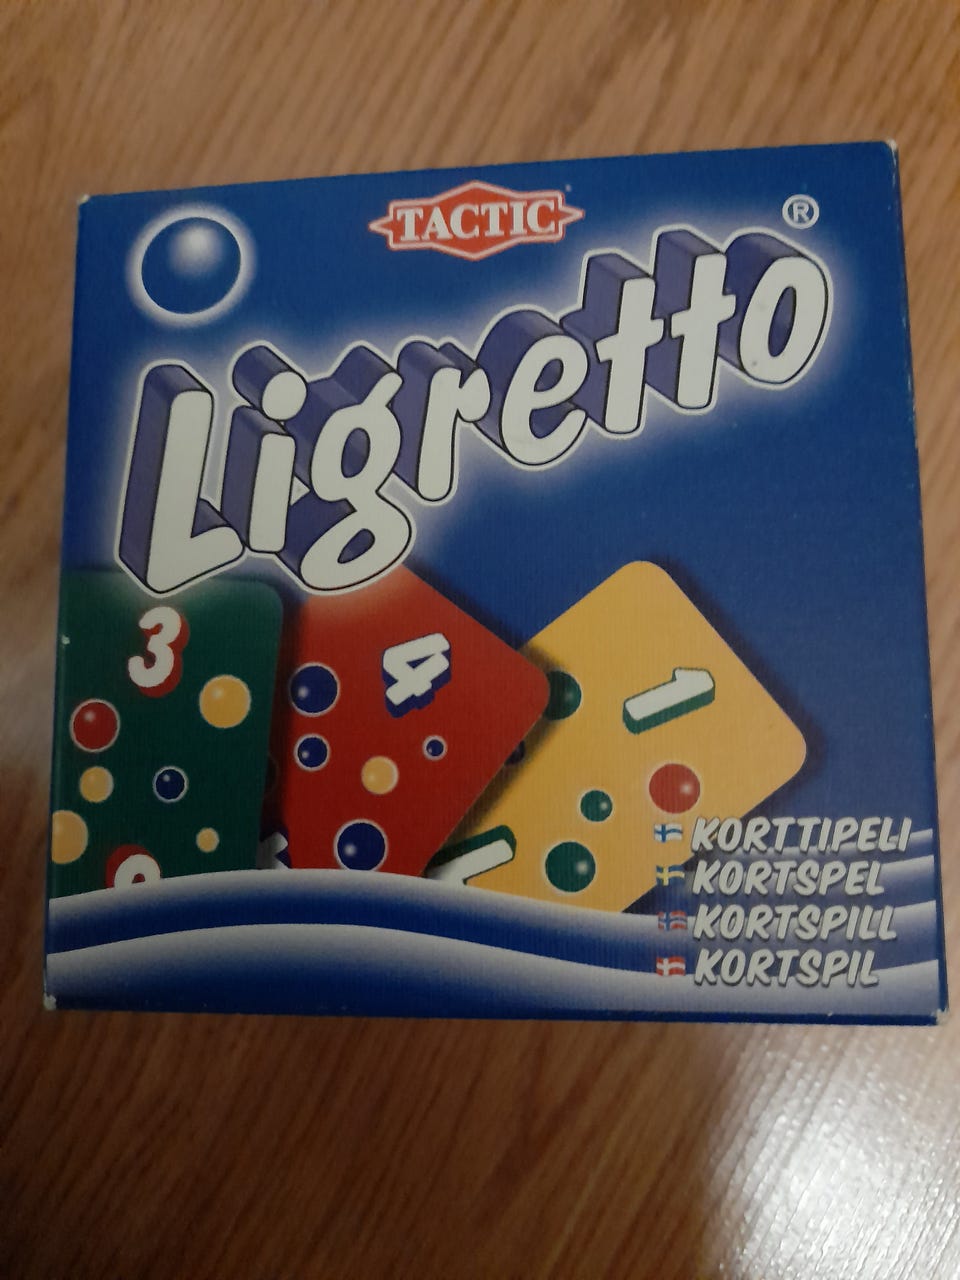 TACTIC
®
Ligretto
3
4
1
KORTTIPELI
KORTSPEL
KORTSPILL
KORTSPIL